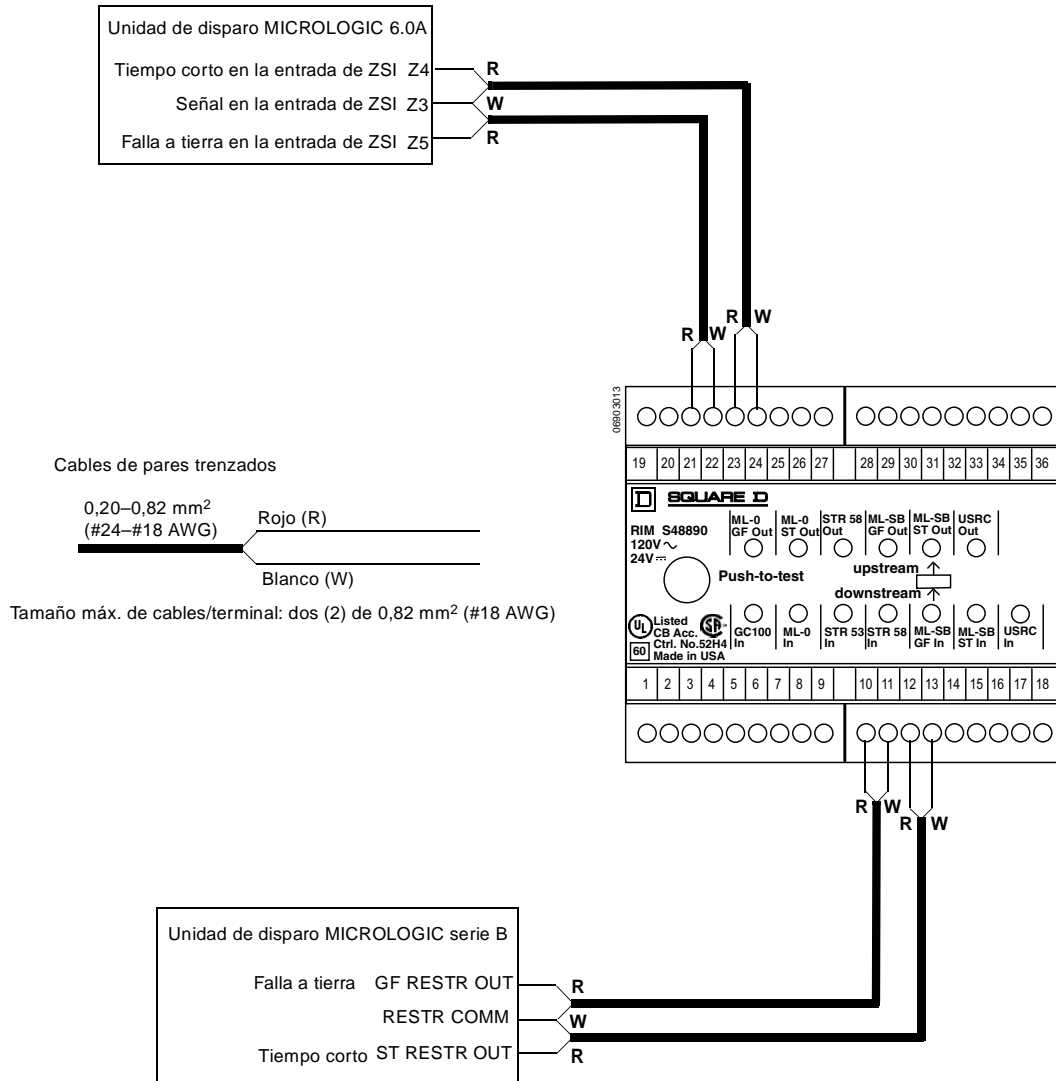 Unidad de disparo MICROLOGIC 6.0A
Tiempo corto en la entrada de ZSI Z4
Señal en la entrada de ZSI Z3
Falla a tierra en la entrada de ZSI Z5
R
W
R
R W
R W
06903013
19 20 21 22 23 24 25 26 27 28 29 30 31 32 33 34 35 36
D SQUARE D
RIM S48890
120V ~
24V ⎓
ML-0 GF Out
ML-0 ST Out
STR 58 Out
ML-SB GF Out
ML-SB ST Out
USRC Out
Push-to-test
upstream
downstream
UL Listed
CB Acc.
Ctrl. No.52H4
60 Made in USA
SA
GC100 In
ML-0 In
STR 53 In
STR 58 In
ML-SB GF In
ML-SB ST In
USRC In
1 2 3 4 5 6 7 8 9 10 11 12 13 14 15 16 17 18
R W
R W
Cables de pares trenzados
0,20–0,82 mm2
(#24–#18 AWG)
Rojo (R)
Blanco (W)
Tamaño máx. de cables/terminal: dos (2) de 0,82 mm2 (#18 AWG)
Unidad de disparo MICROLOGIC serie B
Falla a tierra GF RESTR OUT
RESTR COMM
Tiempo corto ST RESTR OUT
R
W
R